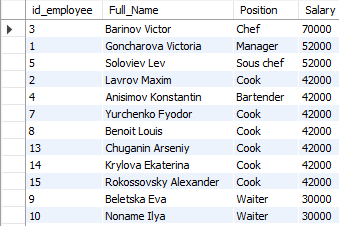 id_employee Full_Name Position Salary
3 Barinov Victor Chef 70000
1 Goncharova Victoria Manager 52000
5 Soloviev Lev Sous chef 52000
2 Lavrov Maxim Cook 42000
4 Anisimov Konstantin Bartender 42000
7 Yurchenko Fyodor Cook 42000
8 Benoit Louis Cook 42000
13 Chuganin Arseniy Cook 42000
14 Krylova Ekaterina Cook 42000
15 Rokossovsky Alexander Cook 42000
9 Beletska Eva Waiter 30000
10 Noname Ilya Waiter 30000